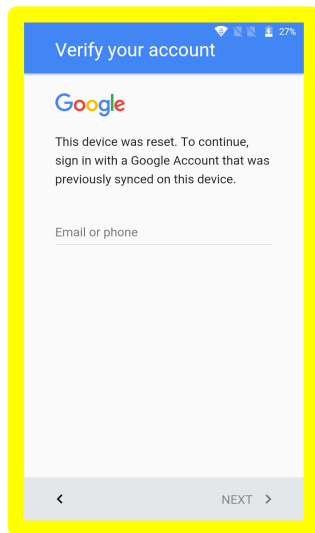 27%
Verify your account
Google
This device was reset. To continue,
sign in with a Google Account that was
previously synced on this device.
Email or phone
NEXT